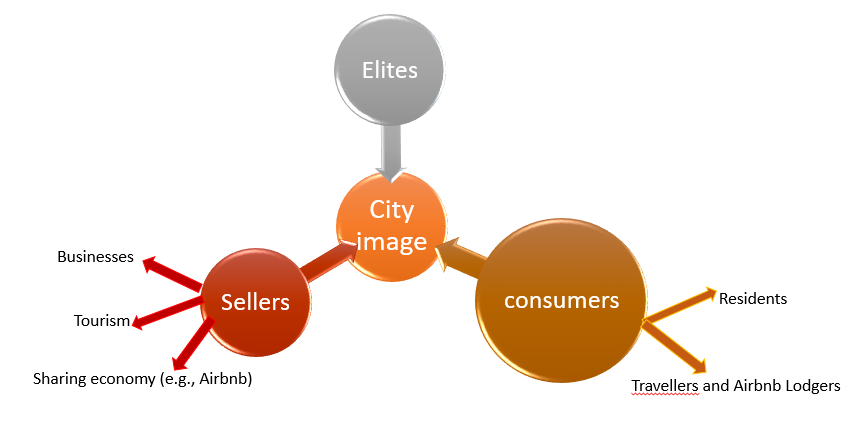 Elites
City
image
Businesses
Sellers
consumers
Residents
Tourism
Sharing economy (e.g., Airbnb)
Travellers and Airbnb Lodgers